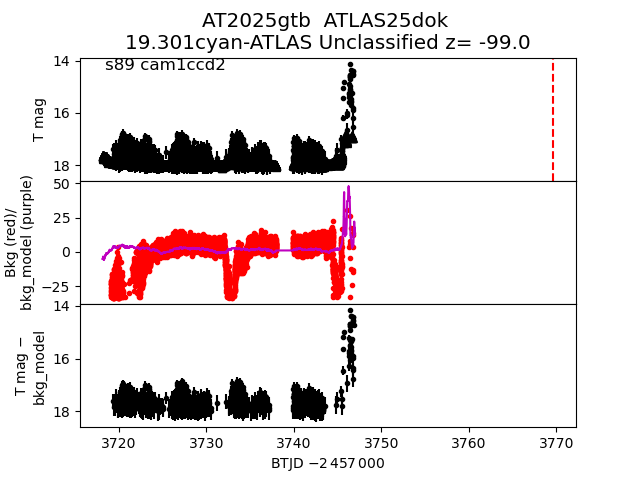 AT2025gtb  ATLAS25dok
19.301cyan-ATLAS Unclassified z= -99.0
s89 cam1ccd2
T mag
14
16
18
Bkg (red)/
bkg_model (purple)
50
25
0
−25
T mag −
bkg_model
14
16
18
3720 3730 3740 3750 3760 3770
BTJD −2 457 000